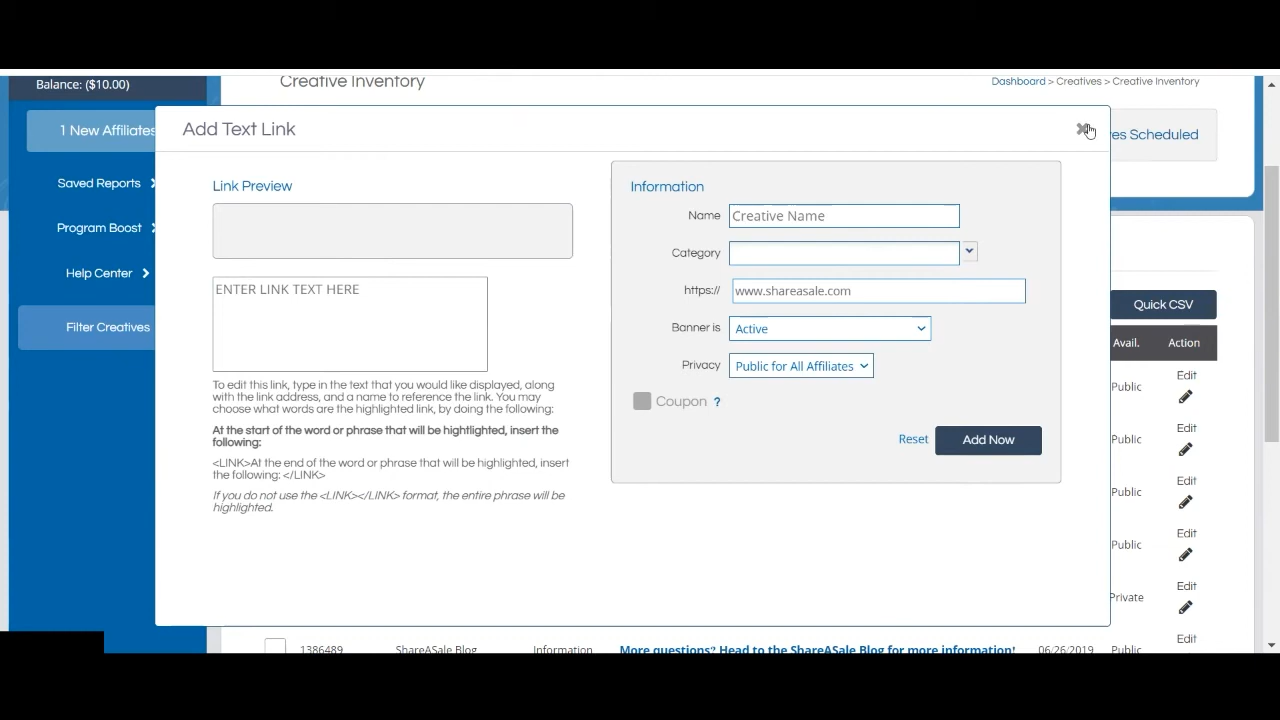 Balance: ($10.00)
Creative Inventory
Dashboard > Creatives > Creative Inventory
1 New Affiliates
Saved Reports
Program Boost
Help Center
Filter Creatives
Add Text Link
es Scheduled
Link Preview
ENTER LINK TEXT HERE
To edit this link, type in the text that you would like displayed, along
with the link address, and a name to reference the link. You may
choose what words are the highlighted link, by doing the following:
At the start of the word or phrase that will be hightlighted, insert the
following:
<LINK>At the end of the word or phrase that will be highlighted, insert
the following: </LINK>
If you do not use the <LINK></LINK> format, the entire phrase will be
highlighted.
Information
Name Creative Name
Category
https:// www.shareasale.com
Banner is Active
Privacy Public for All Affiliates
Coupon ?
Reset Add Now
Quick CSV
Avail. Action
Edit
Public
Edit
Public
Edit
Public
Edit
Public
Edit
Private
Edit
1386489 ShareASale Blog Information More questions? Head to the ShareASale Blog for more information! 06/26/2019 Public